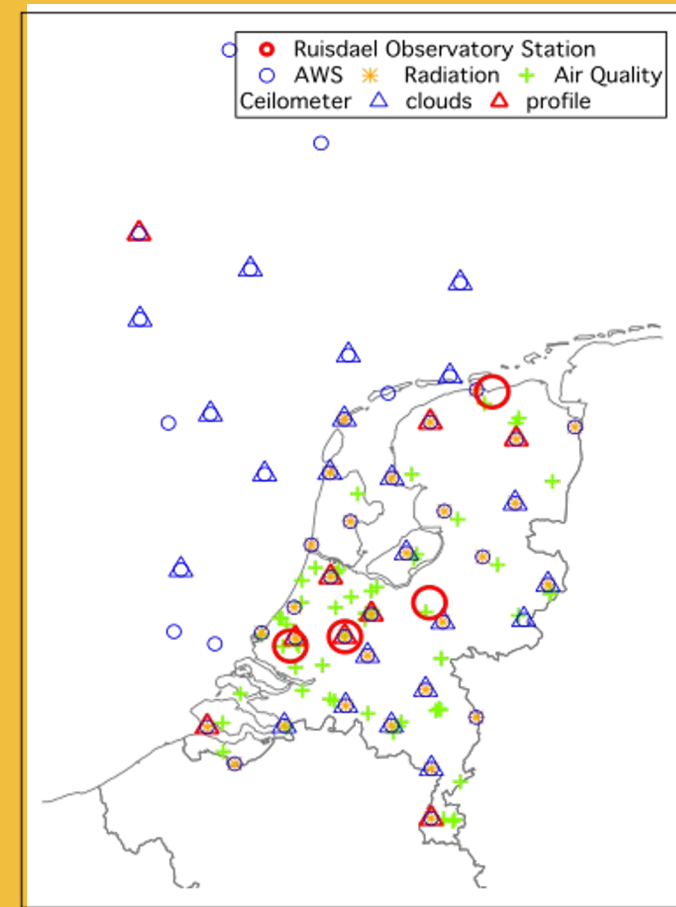 Ruisdael Observatory Station
AWS Radiation Air Quality
Ceilometer clouds profile